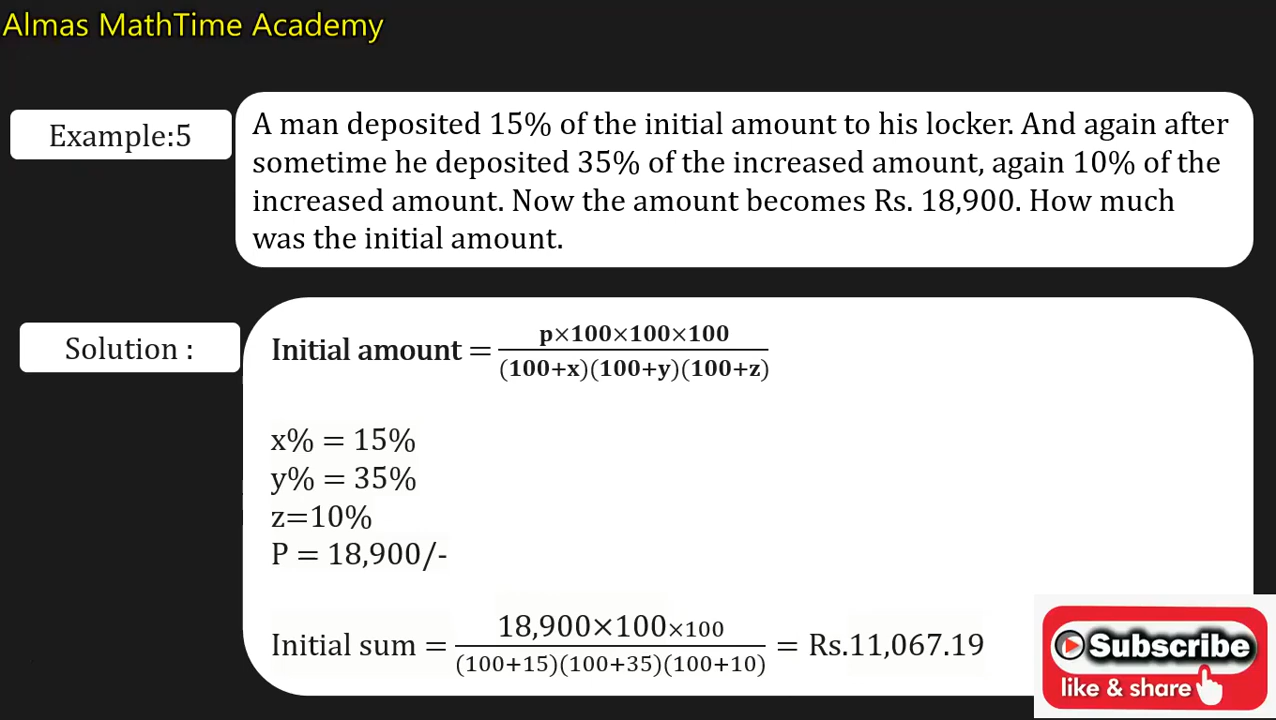 Almas MathTime Academy
Example:5
A man deposited 15% of the initial amount to his locker. And again after
sometime he deposited 35% of the increased amount, again 10% of the
increased amount. Now the amount becomes Rs. 18,900. How much
was the initial amount.
Solution :
Initial amount = p×100×100×100 / (100+x)(100+y)(100+z)
x% = 15%
y% = 35%
z=10%
P = 18,900/-
Initial sum = 18,900×100×100 / (100+15)(100+35)(100+10) = Rs.11,067.19
Subscribe
like & share